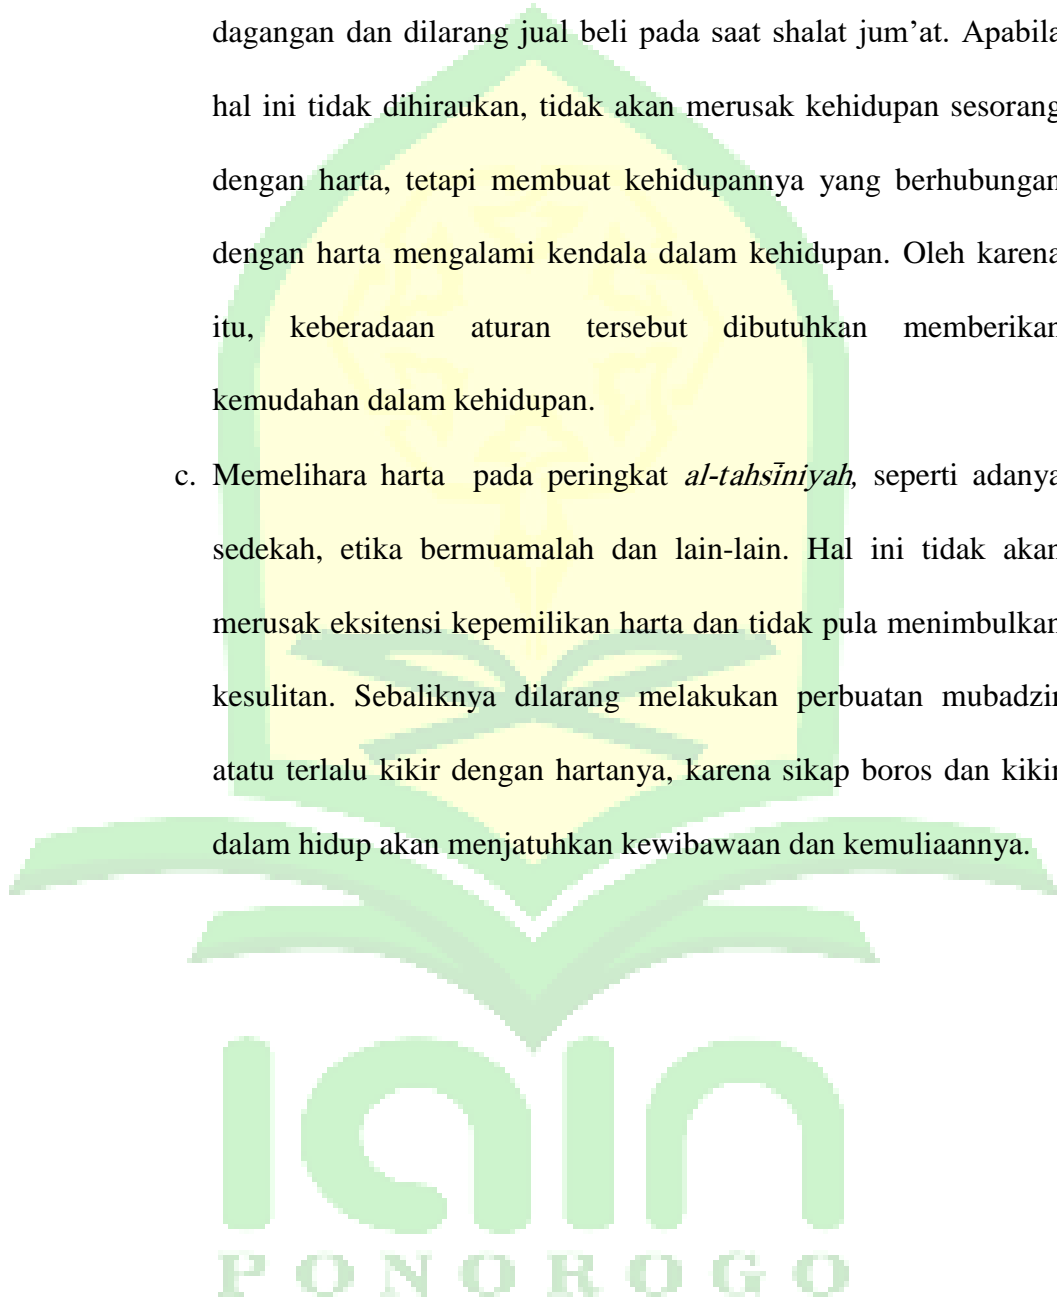 dagangan dan dilarang jual beli pada saat shalat jum’at. Apabila
hal ini tidak dihiraukan, tidak akan merusak kehidupan sesorang
dengan harta, tetapi membuat kehidupannya yang berhubungan
dengan harta mengalami kendala dalam kehidupan. Oleh karena
itu, keberadaan aturan tersebut dibutuhkan memberikan
kemudahan dalam kehidupan.
c. Memelihara harta pada peringkat al-tahsīniyah, seperti adanya
sedekah, etika bermuamalah dan lain-lain. Hal ini tidak akan
merusak eksitensi kepemilikan harta dan tidak pula menimbulkan
kesulitan. Sebaliknya dilarang melakukan perbuatan mubadzir
atatu terlalu kikir dengan hartanya, karena sikap boros dan kikir
dalam hidup akan menjatuhkan kewibawaan dan kemuliaannya.
iain
PONOROGO